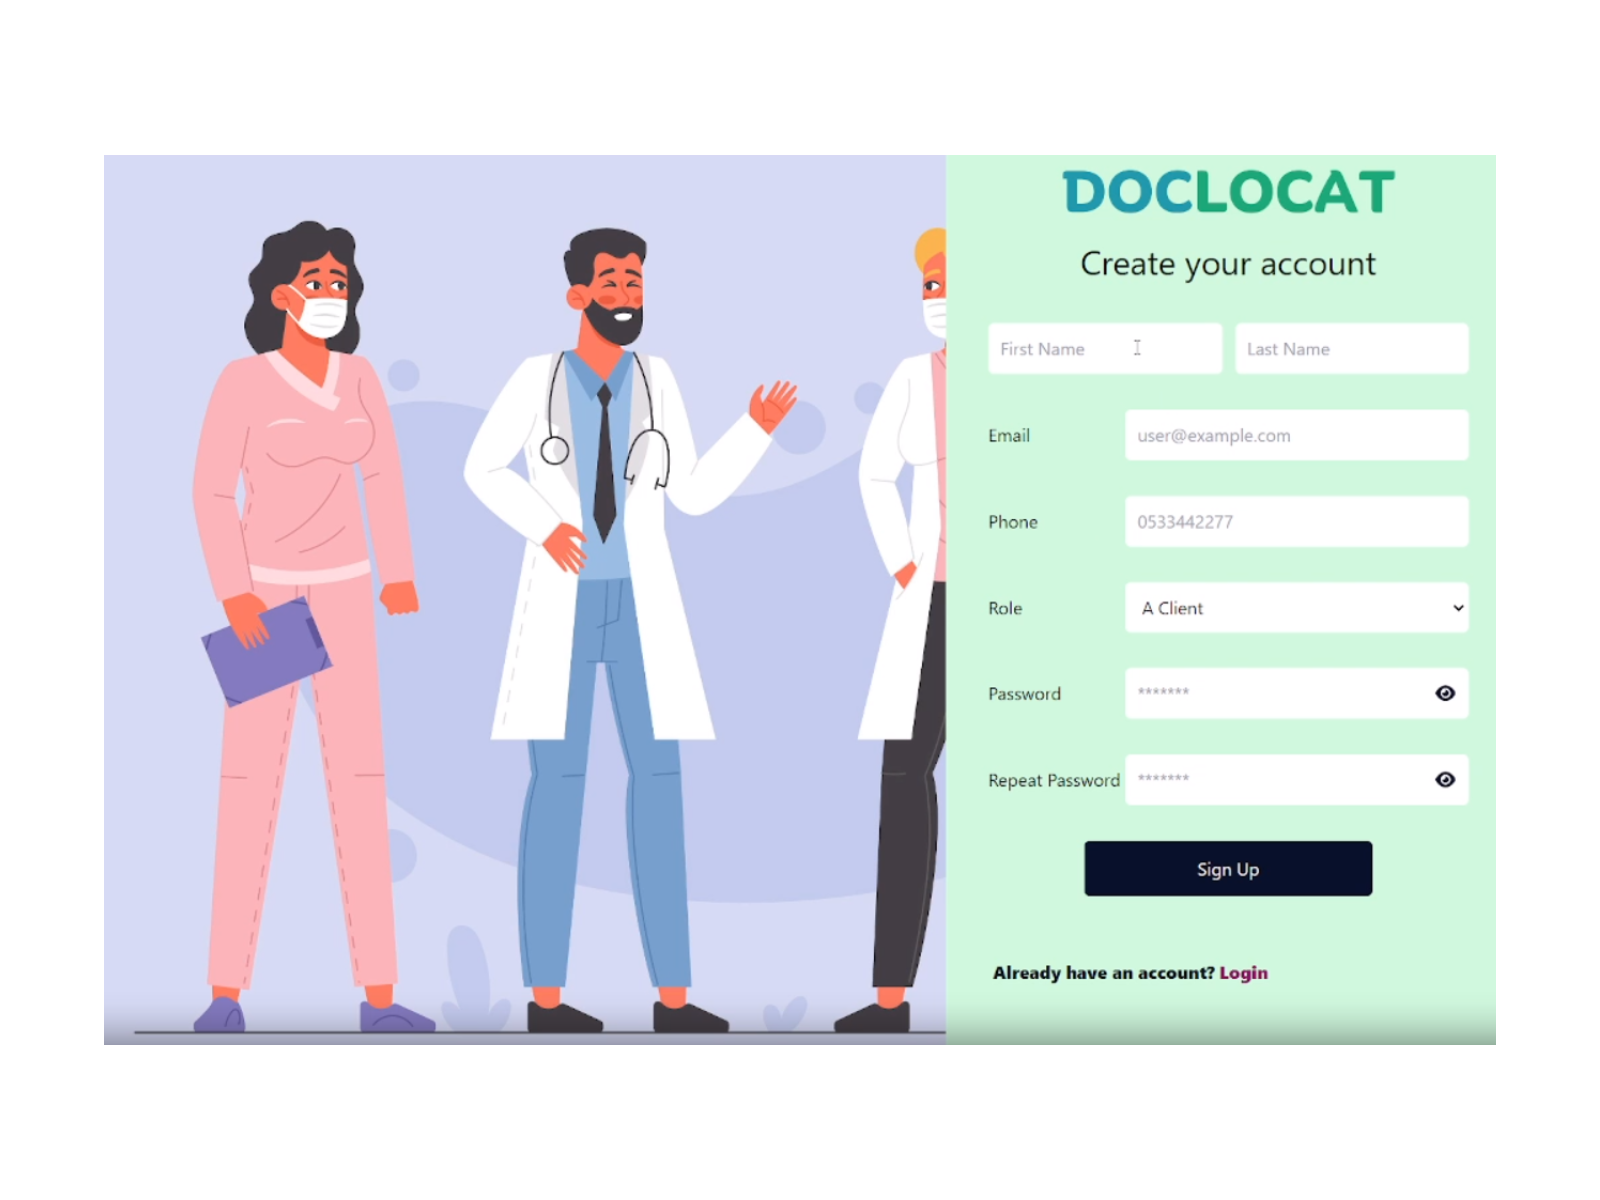 DOCLOCAT
Create your account
First Name Last Name
Email user@example.com
Phone 0533442277
Role A Client
Password *******
Repeat Password *******
Sign Up
Already have an account? Login